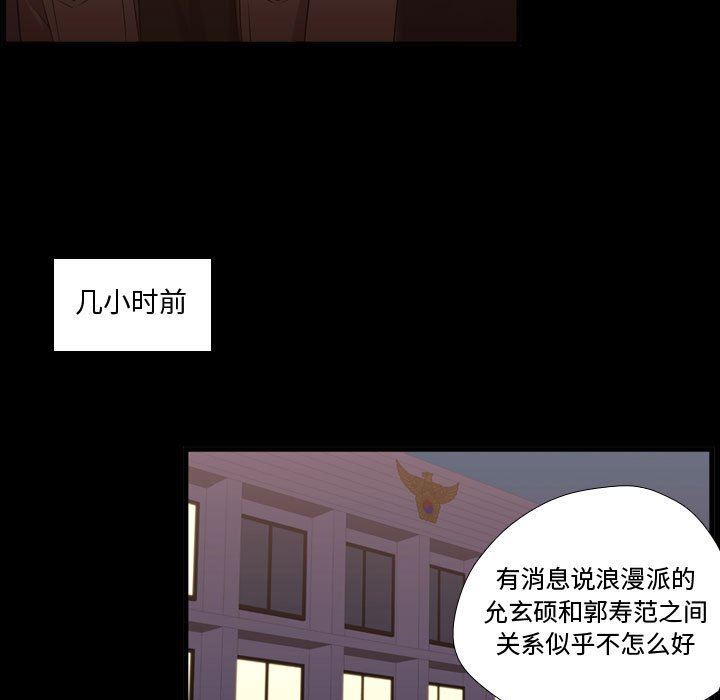 几小时前
有消息说浪漫派的
允玄硕和郭寿范之间
关系似乎不怎么好